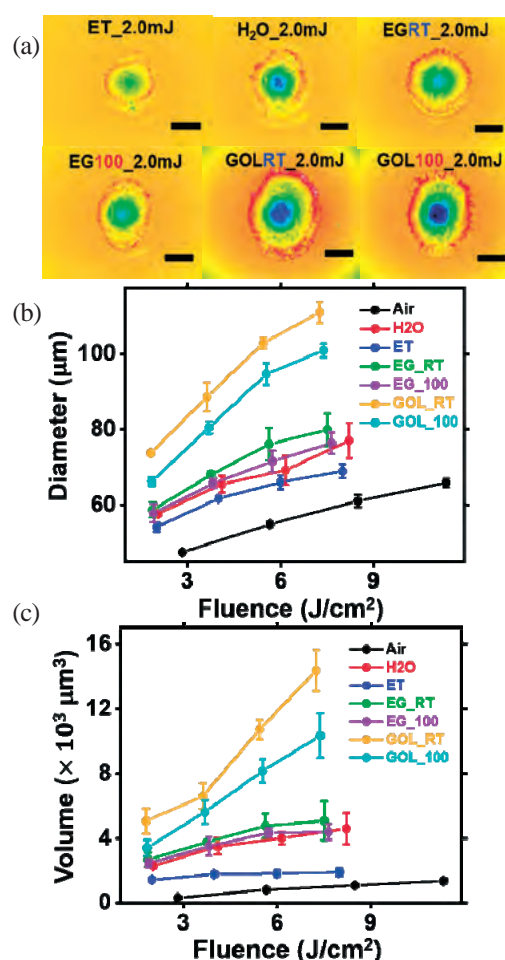 (a)
ET_2.0mJ H₂O_2.0mJ EGRT_2.0mJ
EG100_2.0mJ GOLRT_2.0mJ GOL100_2.0mJ
(b)
Diameter (µm)
100
80
60
Air
H2O
ET
EG_RT
EG_100
GOL_RT
GOL_100
3 6 9
Fluence (J/cm²)
(c)
Volume (× 10³ µm³)
16
12
8
4
0
Air
H2O
ET
EG_RT
EG_100
GOL_RT
GOL_100
3 6 9
Fluence (J/cm²)